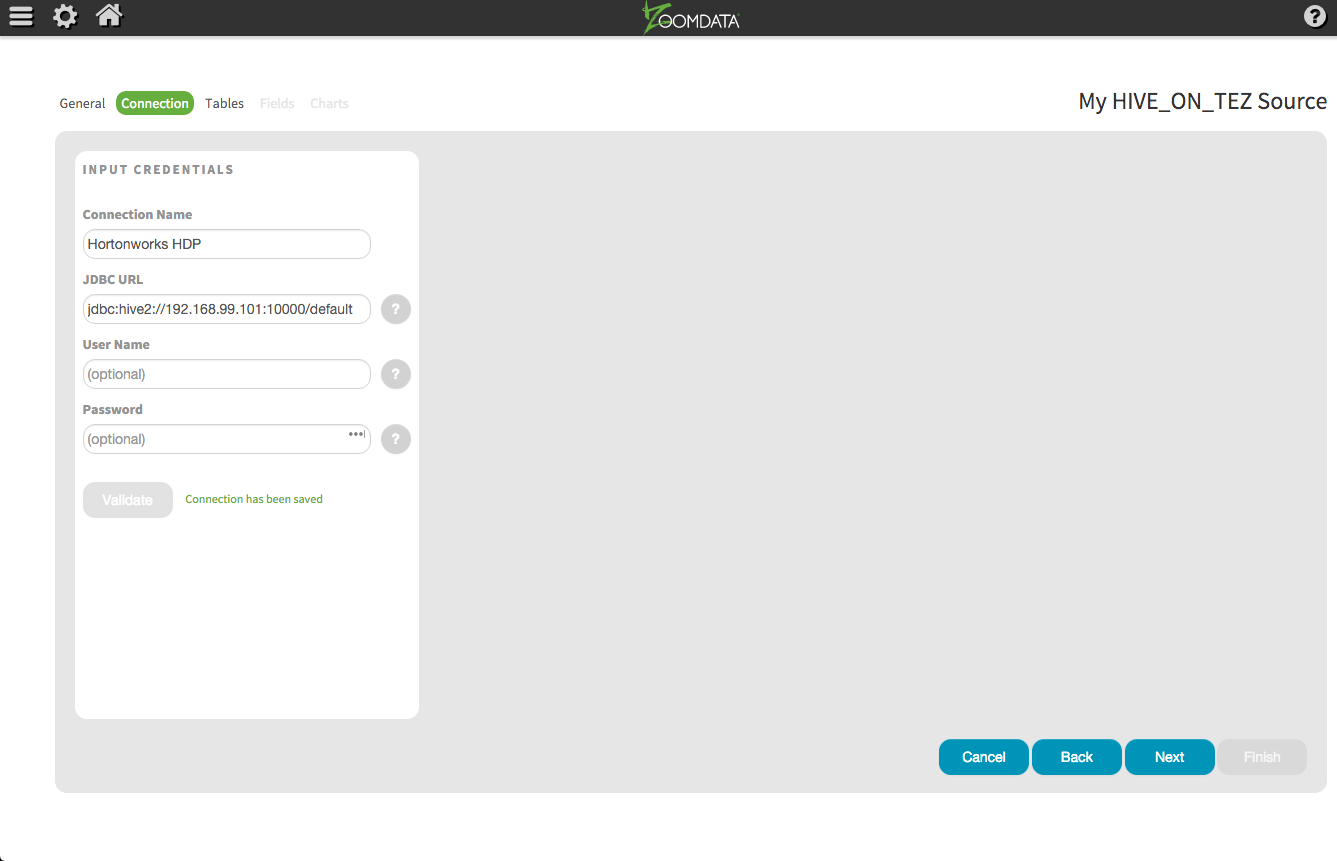 ZOOMDATA
?
General Connection Tables Fields Charts
My HIVE_ON_TEZ Source
INPUT CREDENTIALS
Connection Name
Hortonworks HDP
JDBC URL
jdbc:hive2://192.168.99.101:10000/default ?
User Name
(optional) ?
Password
(optional) ?
Validate Connection has been saved
Cancel Back Next Finish